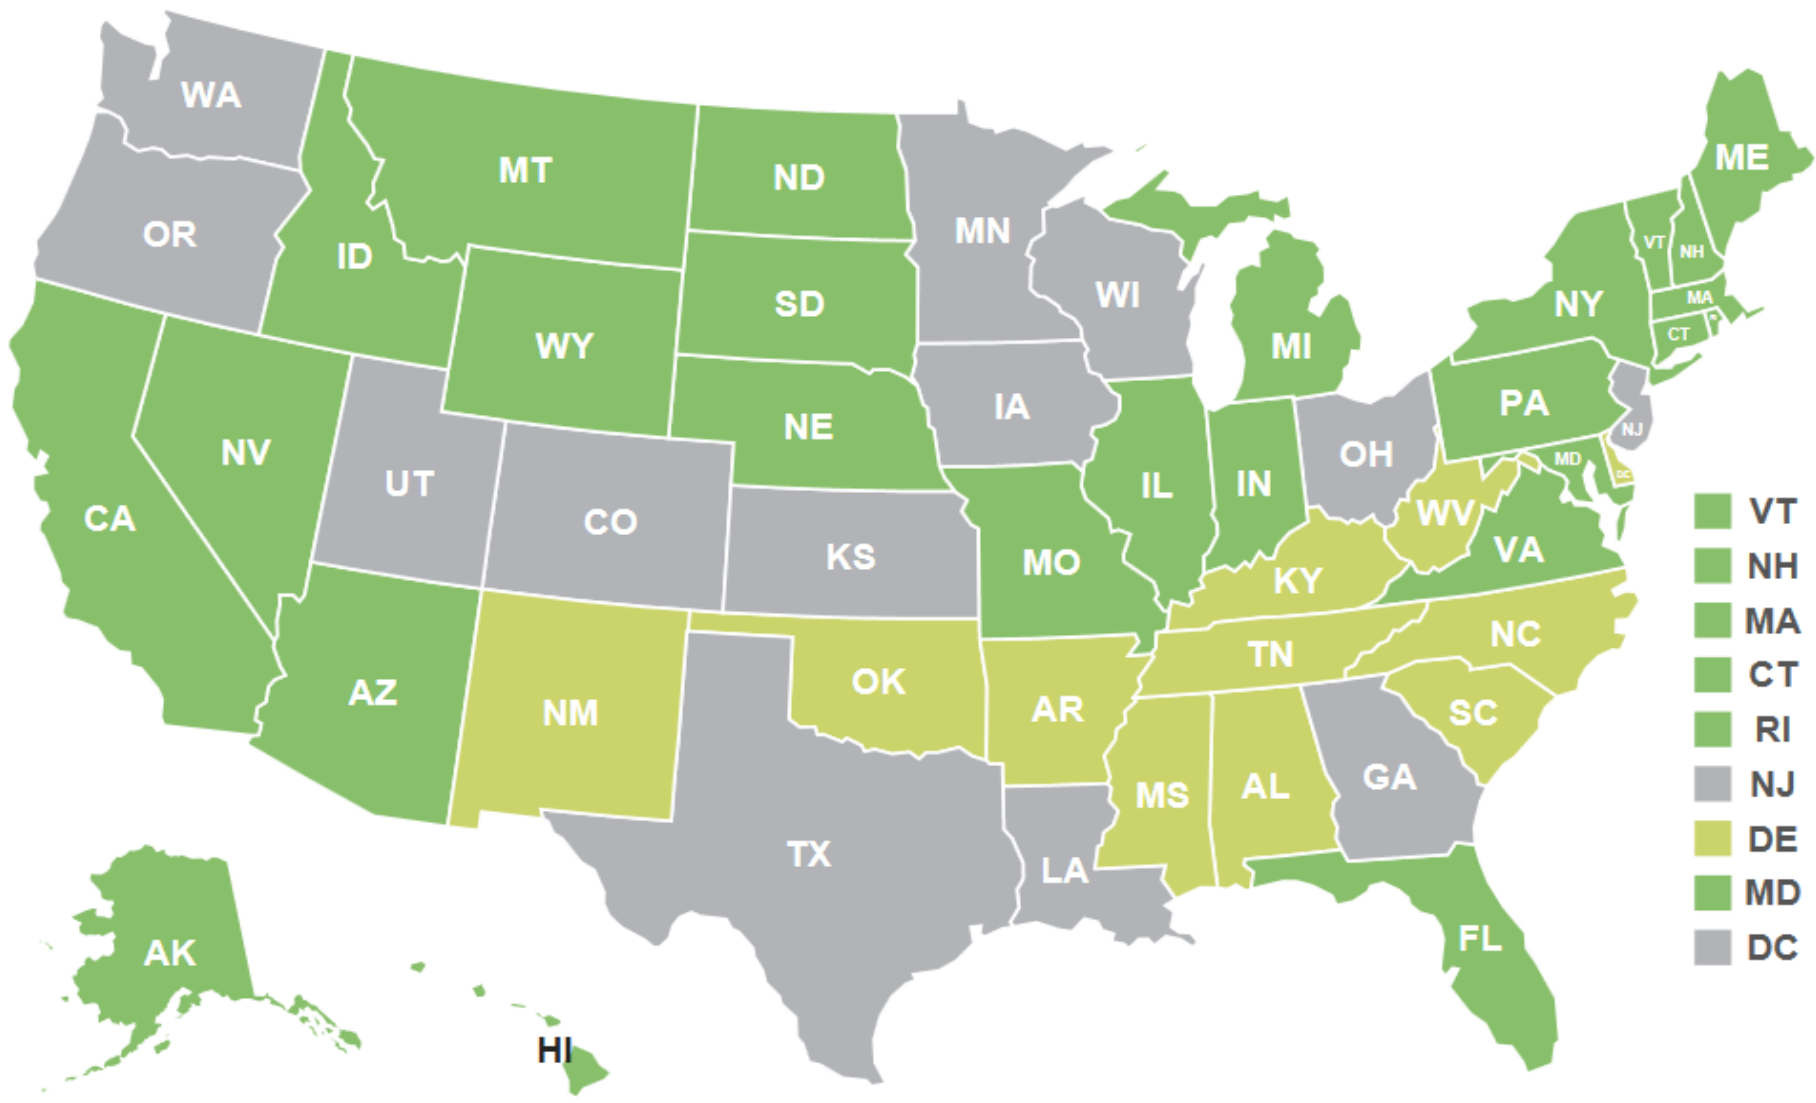 WA
MT
ND
ME
OR
MN
VT
NH
ID
WI
MA
SD
NY
CT
WY
MI
PA
IA
NE
NJ
NV
OH
MD
UT
IL
IN
DE
CA
CO
WV
VT
KS
VA
MO
KY
NH
MA
NC
TN
CT
OK
AZ
AR
NM
SC
RI
GA
NJ
MS
AL
DE
TX
LA
MD
FL
DC
AK
HI